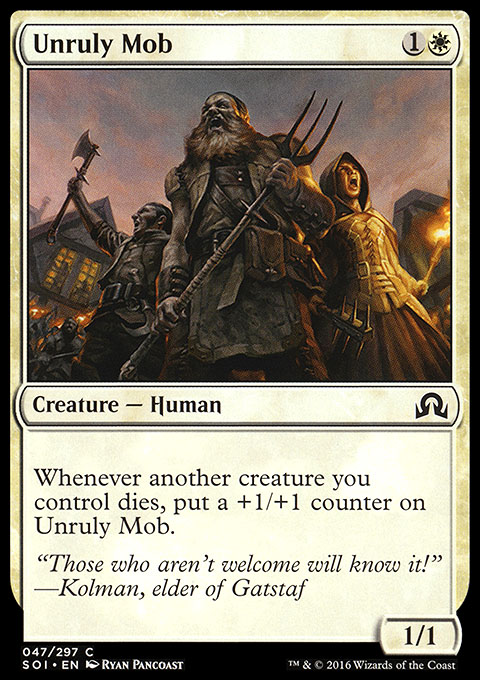 Unruly Mob
1
Creature — Human
Whenever another creature you
control dies, put a +1/+1 counter on
Unruly Mob.
“Those who aren’t welcome will know it!”
—Kolman, elder of Gatstaf
1/1
047/297 C
SOI • EN Ryan Pancoast
™ & © 2016 Wizards of the Coast